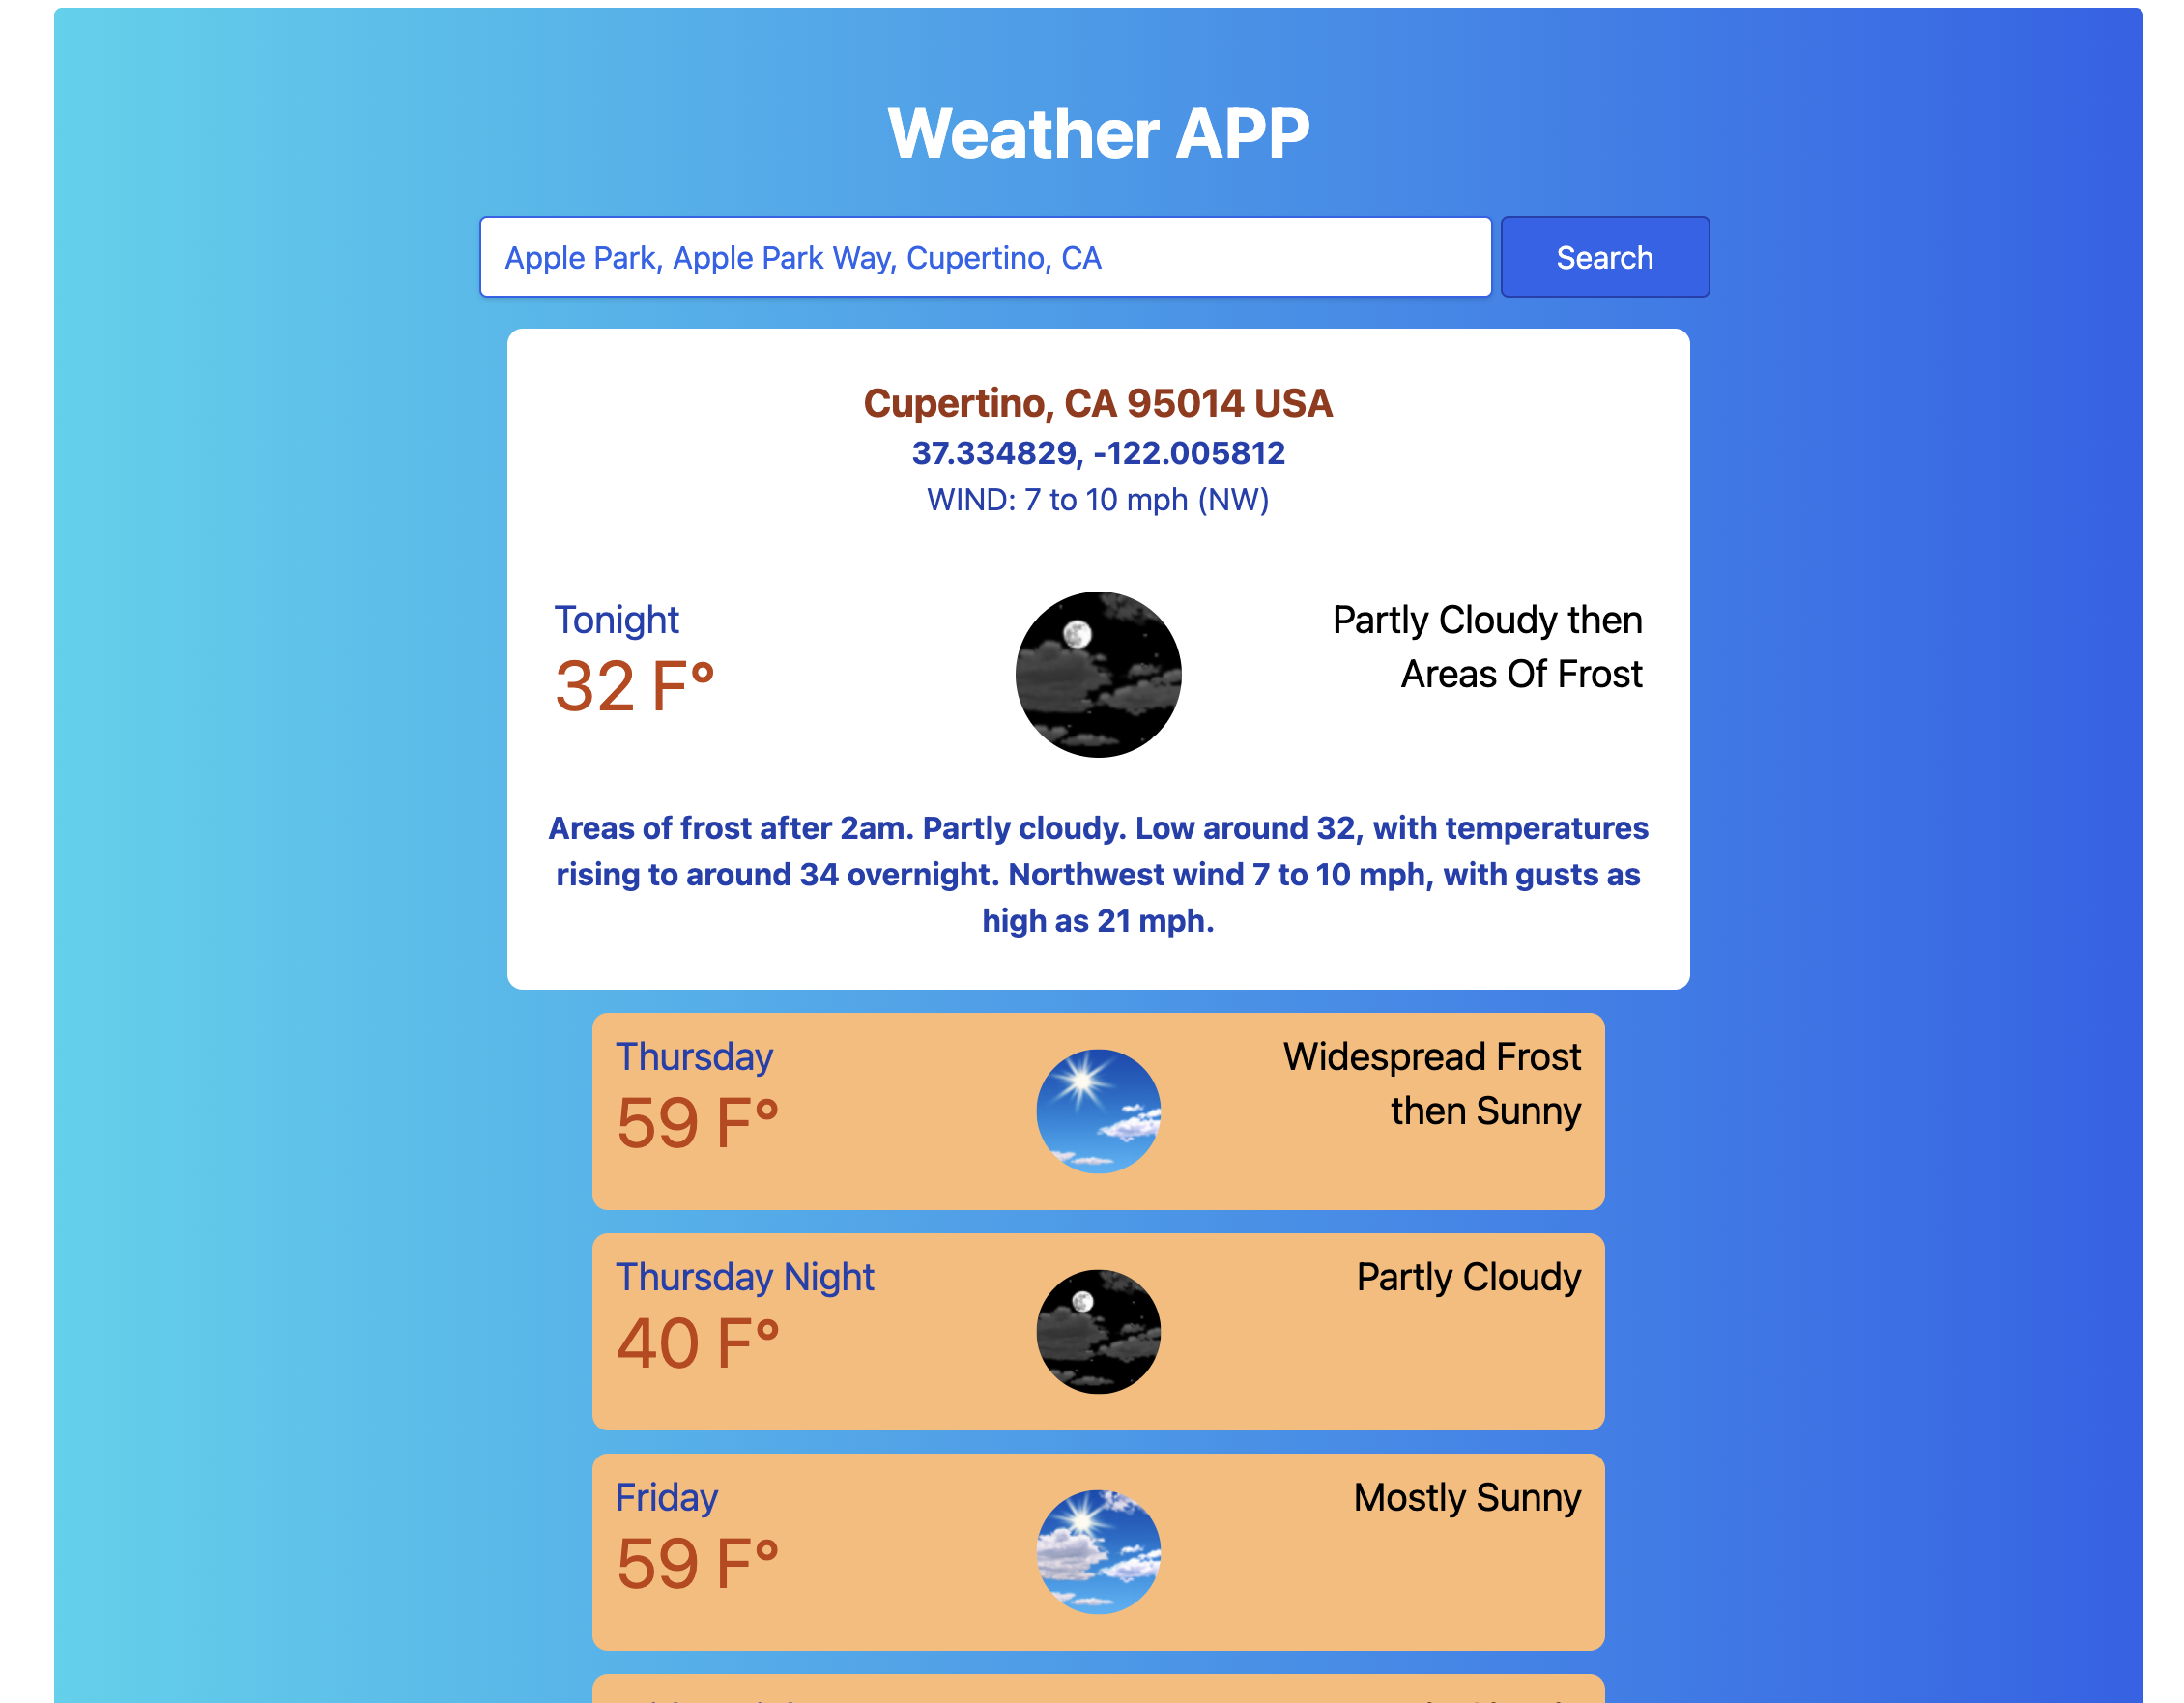 Weather APP
Apple Park, Apple Park Way, Cupertino, CA
Search
Cupertino, CA 95014 USA
37.334829, -122.005812
WIND: 7 to 10 mph (NW)
Tonight
32 F°
Partly Cloudy then
Areas Of Frost
Areas of frost after 2am. Partly cloudy. Low around 32, with temperatures
rising to around 34 overnight. Northwest wind 7 to 10 mph, with gusts as
high as 21 mph.
Thursday
59 F°
Widespread Frost
then Sunny
Thursday Night
40 F°
Partly Cloudy
Friday
59 F°
Mostly Sunny